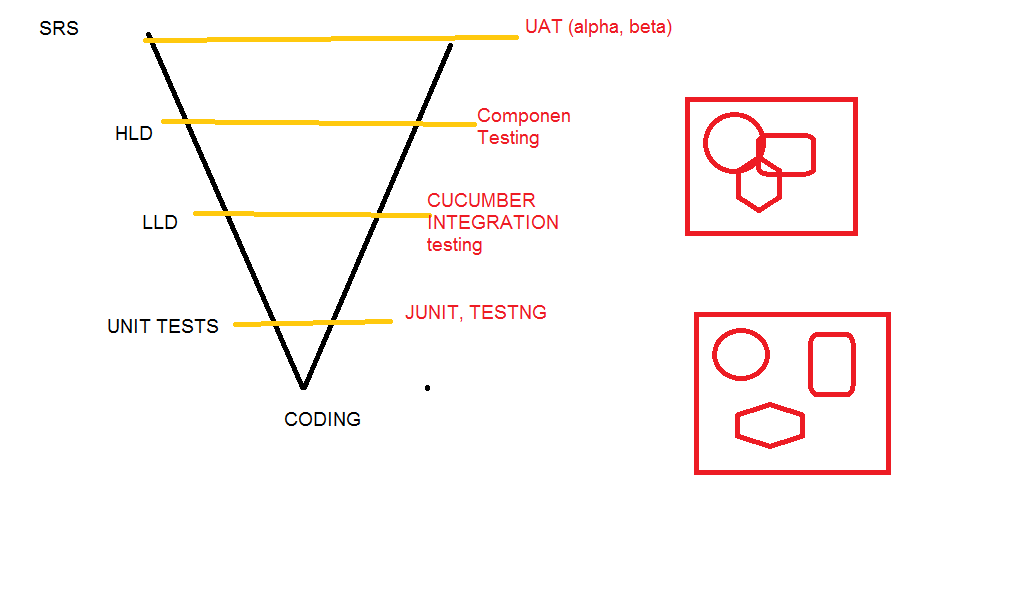 SRS
UAT (alpha, beta)
HLD
Componen
Testing
LLD
CUCUMBER
INTEGRATION
testing
UNIT TESTS
JUNIT, TESTNG
CODING